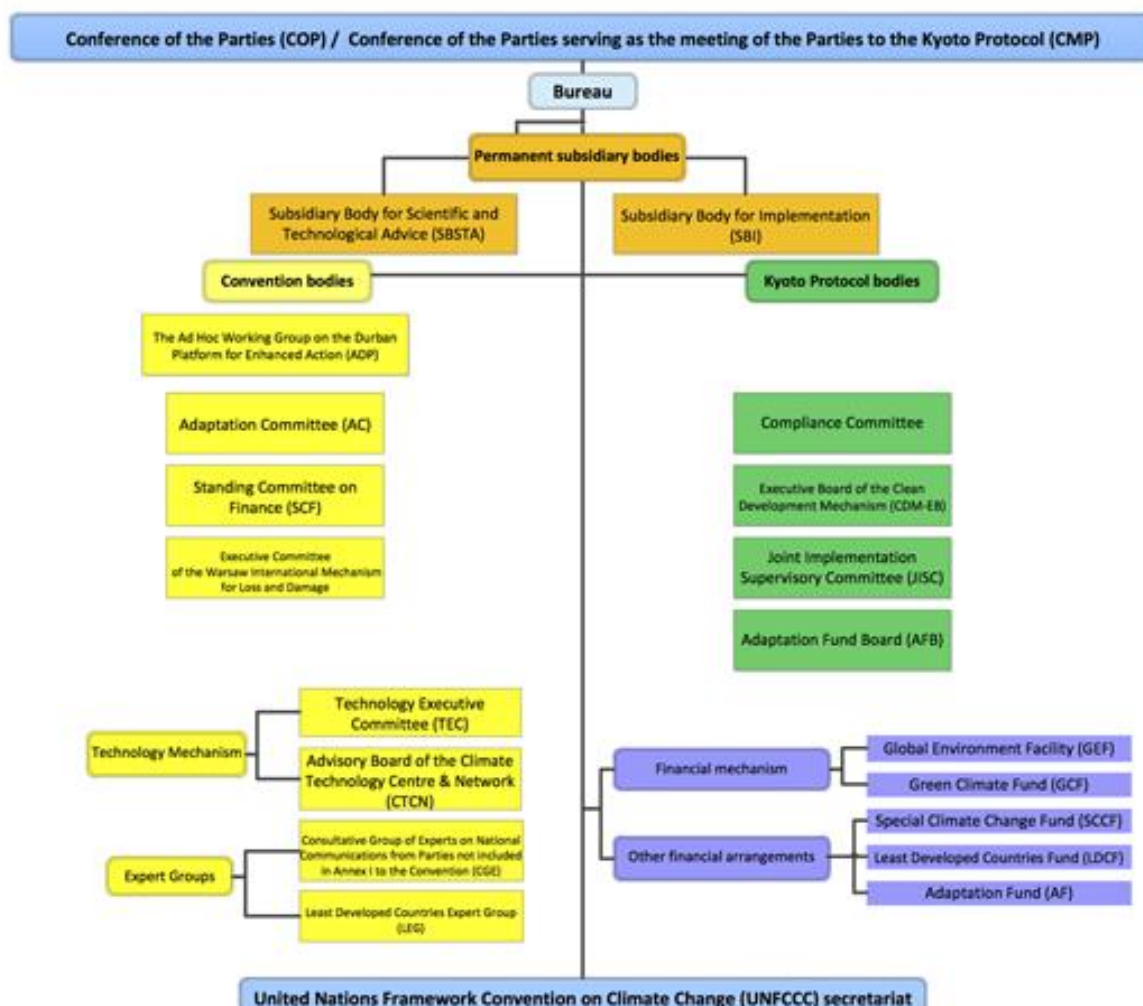 Conference of the Parties (COP) / Conference of the Parties serving as the meeting of the Parties to the Kyoto Protocol (CMP)
Bureau
Permanent subsidiary bodies
Subsidiary Body for Scientific and
Technological Advice (SBSTA)
Subsidiary Body for Implementation
(SBI)
Convention bodies
Kyoto Protocol bodies
The Ad Hoc Working Group on the Durban
Platform for Enhanced Action (ADP)
Adaptation Committee (AC)
Compliance Committee
Standing Committee on
Finance (SCF)
Executive Board of the Clean
Development Mechanism (CDM-EB)
Executive Committee
of the Warsaw International Mechanism
for Loss and Damage
Joint Implementation
Supervisory Committee (JISC)
Adaptation Fund Board (AFB)
Technology Mechanism
Technology Executive
Committee (TEC)
Advisory Board of the Climate
Technology Centre & Network
(CTCN)
Expert Groups
Consultative Group of Experts on National
Communications from Parties not included
in Annex I to the Convention (CGE)
Least Developed Countries Expert Group
(LEG)
Financial mechanism
Global Environment Facility (GEF)
Green Climate Fund (GCF)
Other financial arrangements
Special Climate Change Fund (SCCF)
Least Developed Countries Fund (LDCF)
Adaptation Fund (AF)
United Nations Framework Convention on Climate Change (UNFCCC) secretariat